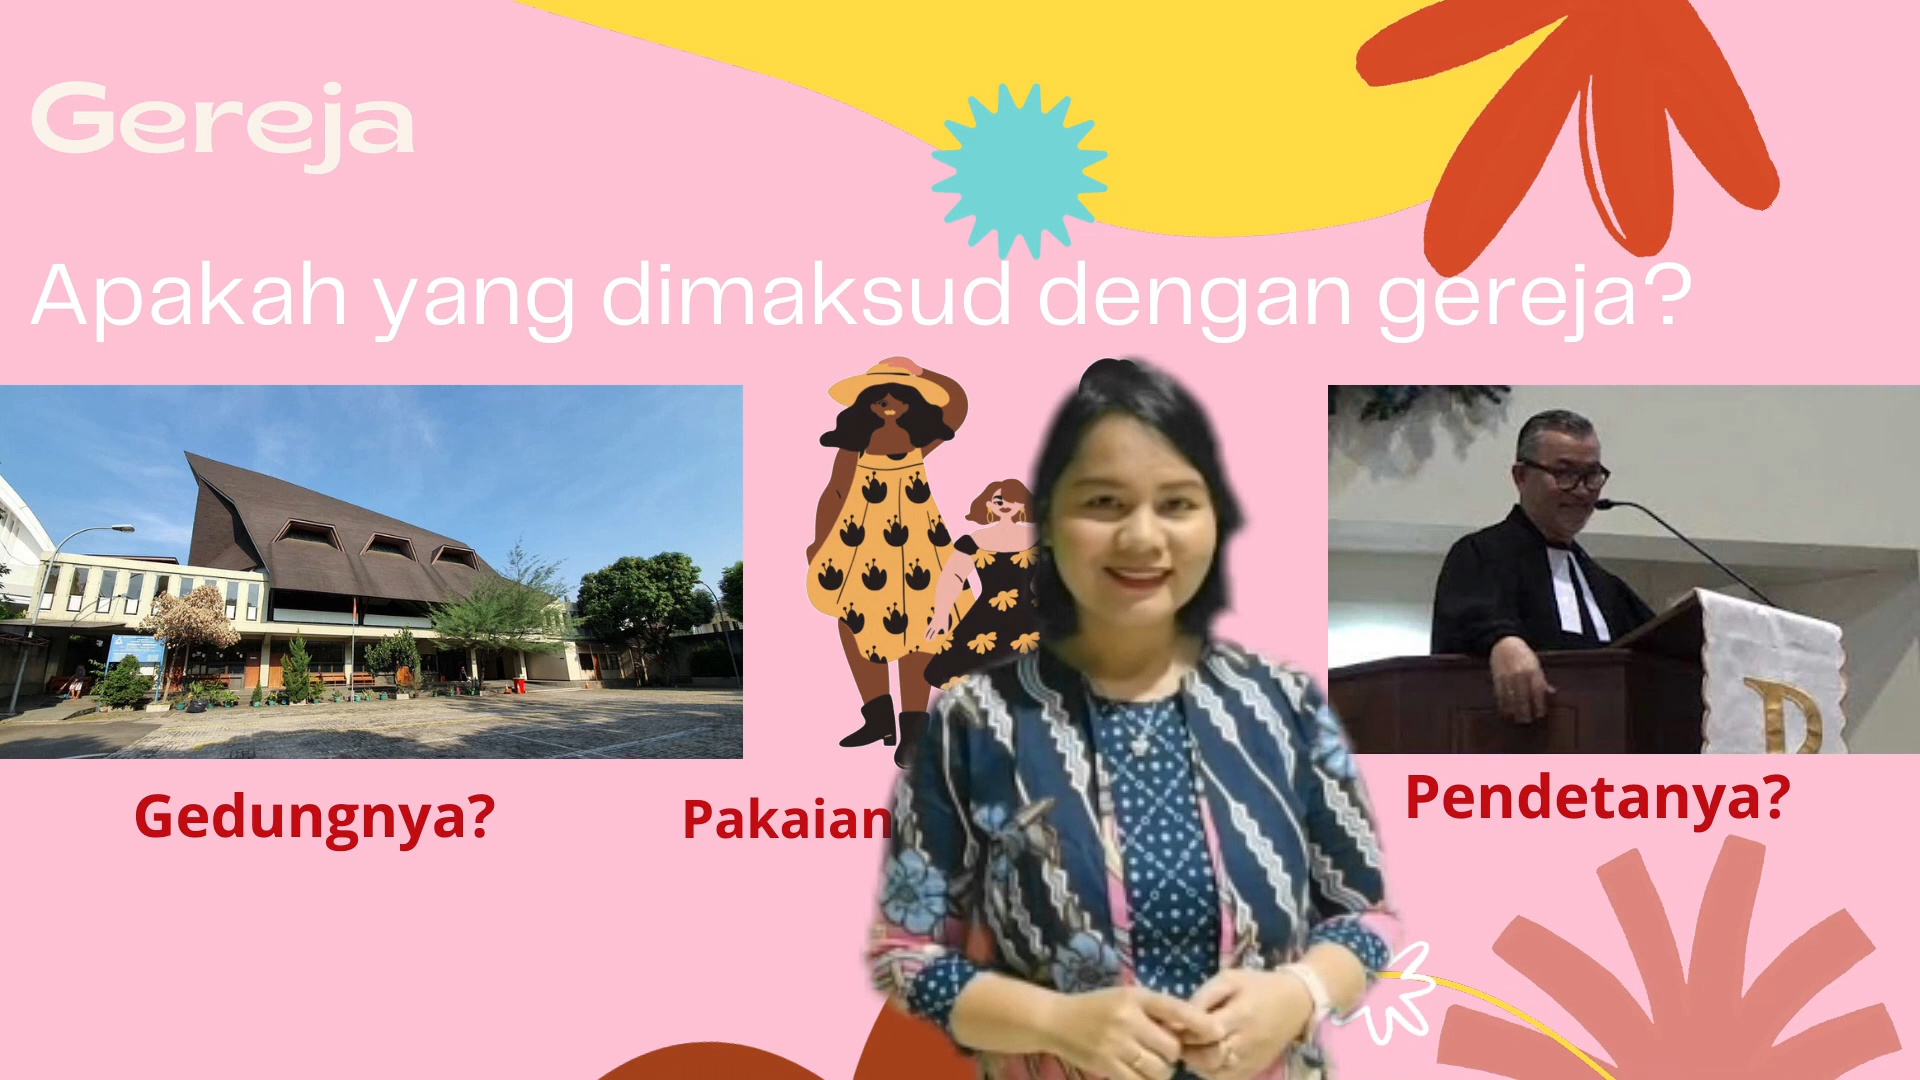 Gereja
Apakah yang dimaksud dengan gereja?
Gedungnya?
Pakaian
Pendetanya?